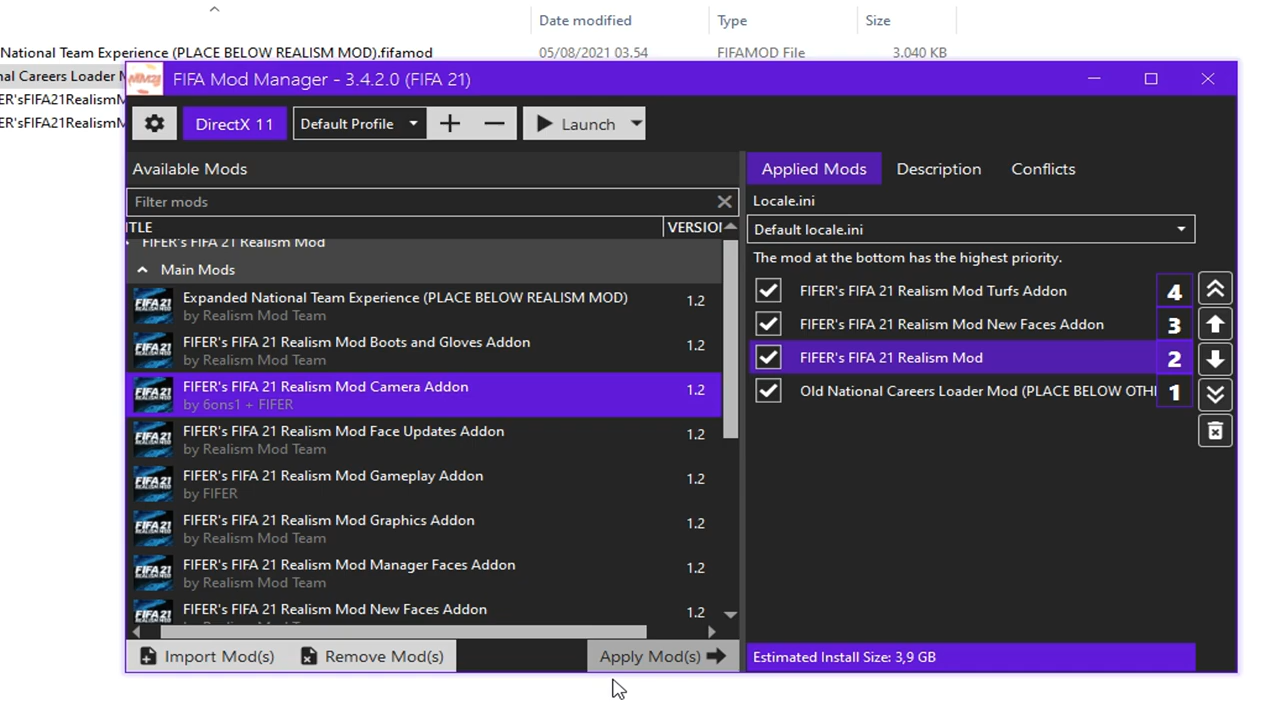 Date modified Type Size
National Team Experience (PLACE BELOW REALISM MOD).fifamod 05/08/2021 03.54 FIFAMOD File 3.040 KB
nal Careers Loader M
ER'sFIFA21RealismM
ER'sFIFA21RealismM
FIFA Mod Manager - 3.4.2.0 (FIFA 21)
DirectX 11 Default Profile Launch
Available Mods
Filter mods
ITLE VERSIO
FIFER's FIFA 21 Realism Mod
Main Mods
Expanded National Team Experience (PLACE BELOW REALISM MOD) 1.2
by Realism Mod Team
FIFER's FIFA 21 Realism Mod Boots and Gloves Addon 1.2
by Realism Mod Team
FIFER's FIFA 21 Realism Mod Camera Addon 1.2
by 6ons1 + FIFER
FIFER's FIFA 21 Realism Mod Face Updates Addon 1.2
by Realism Mod Team
FIFER's FIFA 21 Realism Mod Gameplay Addon 1.2
by FIFER
FIFER's FIFA 21 Realism Mod Graphics Addon 1.2
by Realism Mod Team
FIFER's FIFA 21 Realism Mod Manager Faces Addon 1.2
by Realism Mod Team
FIFER's FIFA 21 Realism Mod New Faces Addon 1.2
Import Mod(s) Remove Mod(s) Apply Mod(s)
Applied Mods Description Conflicts
Locale.ini
Default locale.ini
The mod at the bottom has the highest priority.
FIFER's FIFA 21 Realism Mod Turfs Addon 4
FIFER's FIFA 21 Realism Mod New Faces Addon 3
FIFER's FIFA 21 Realism Mod 2
Old National Careers Loader Mod (PLACE BELOW OTHE 1
Estimated Install Size: 3,9 GB